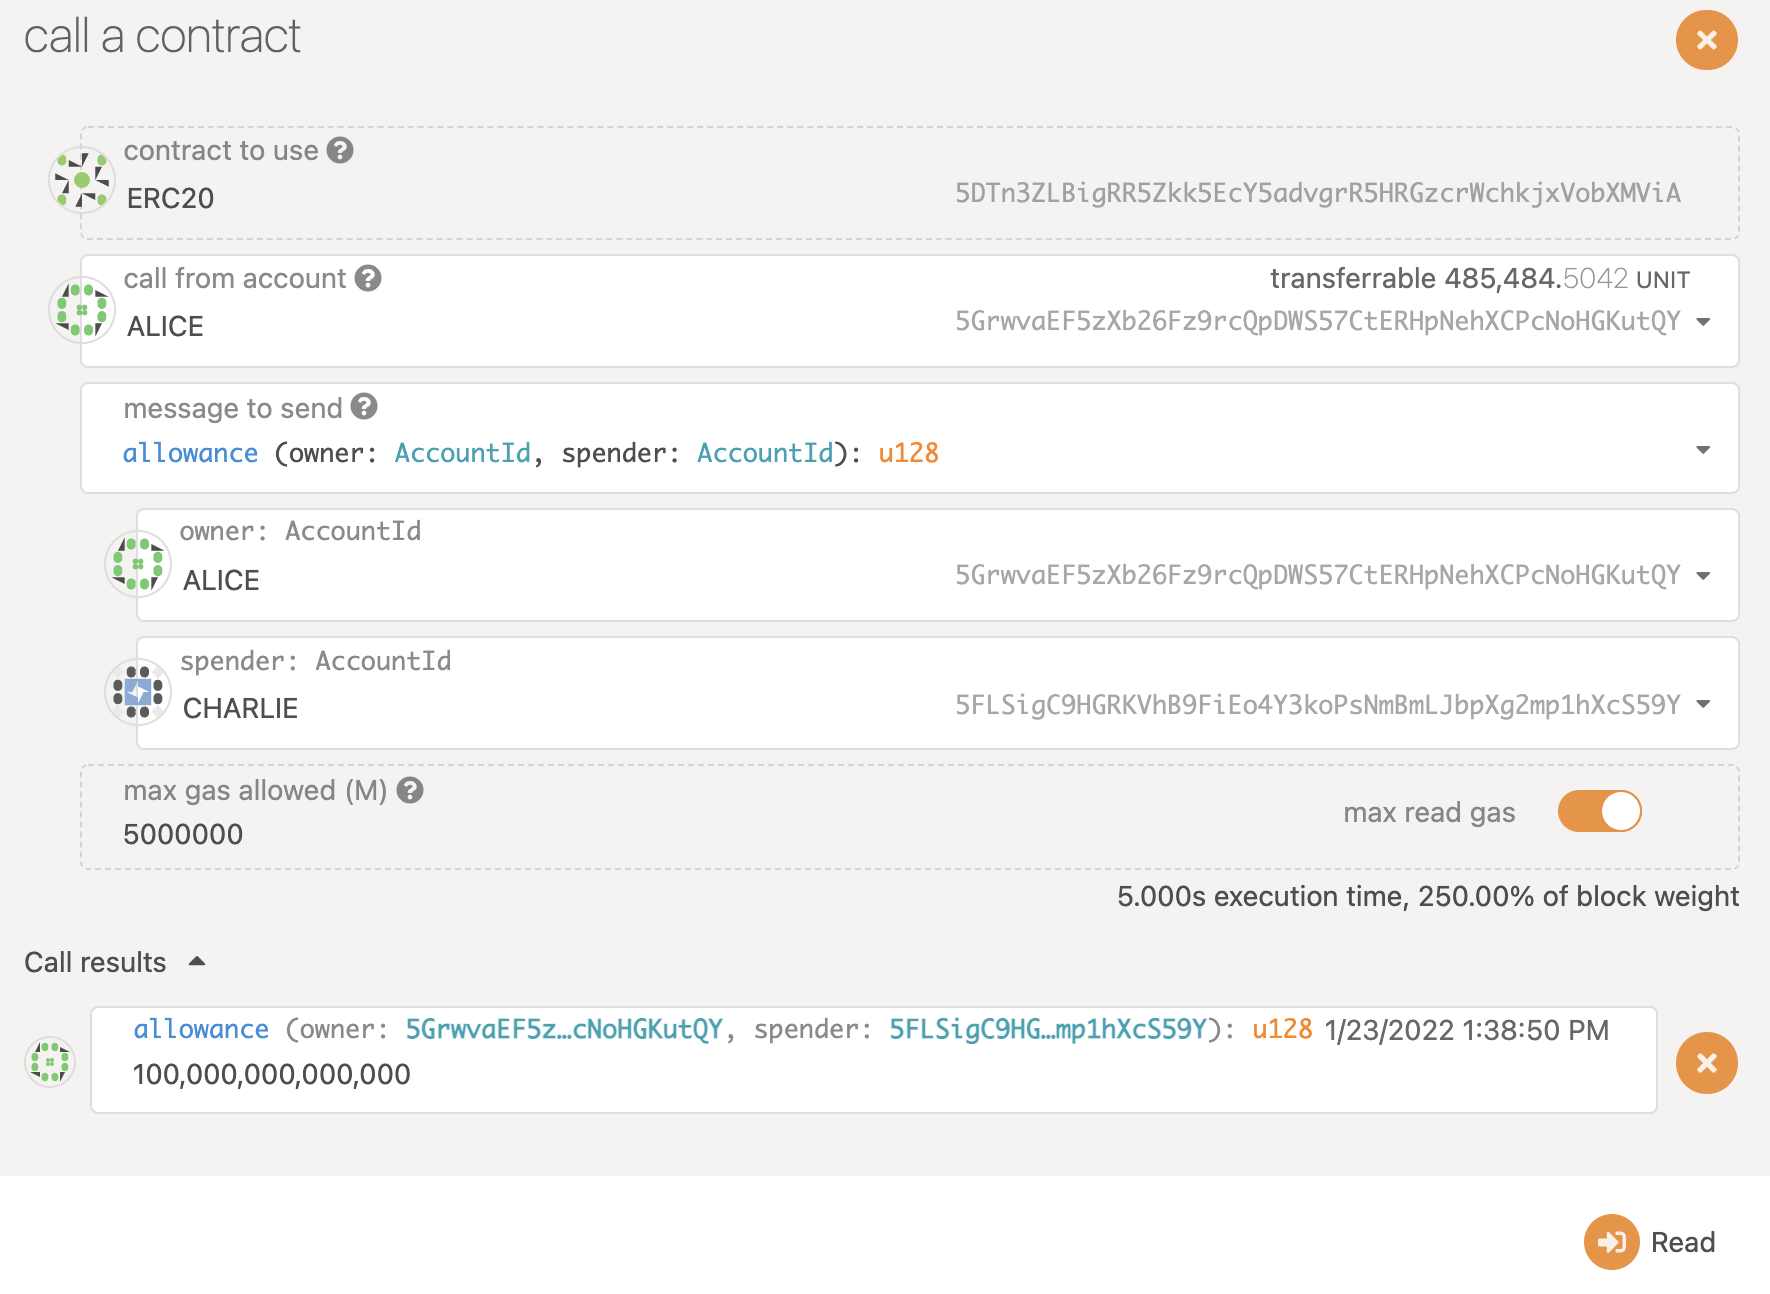 call a contract
contract to use ?
ERC20 5DTn3ZLBigRR5Zkk5EcY5advgrR5HRGzcrWchkjxVobXMViA
call from account ? transferrable 485,484.5042 UNIT
ALICE 5GrwvaEF5zXb26Fz9rcQpDWS57CtERHpNehXCPcNoHGKutQY
message to send ?
allowance (owner: AccountId, spender: AccountId): u128
owner: AccountId
ALICE 5GrwvaEF5zXb26Fz9rcQpDWS57CtERHpNehXCPcNoHGKutQY
spender: AccountId
CHARLIE 5FLSigC9HGRKVhB9FiEo4Y3koPsNmBmLJbpXg2mp1hXcS59Y
max gas allowed (M) ?
5000000
max read gas
5.000s execution time, 250.00% of block weight
Call results
allowance (owner: 5GrwvaEF5z…cNoHGKutQY, spender: 5FLSigC9HG…mp1hXcS59Y): u128 1/23/2022 1:38:50 PM
100,000,000,000,000
Read